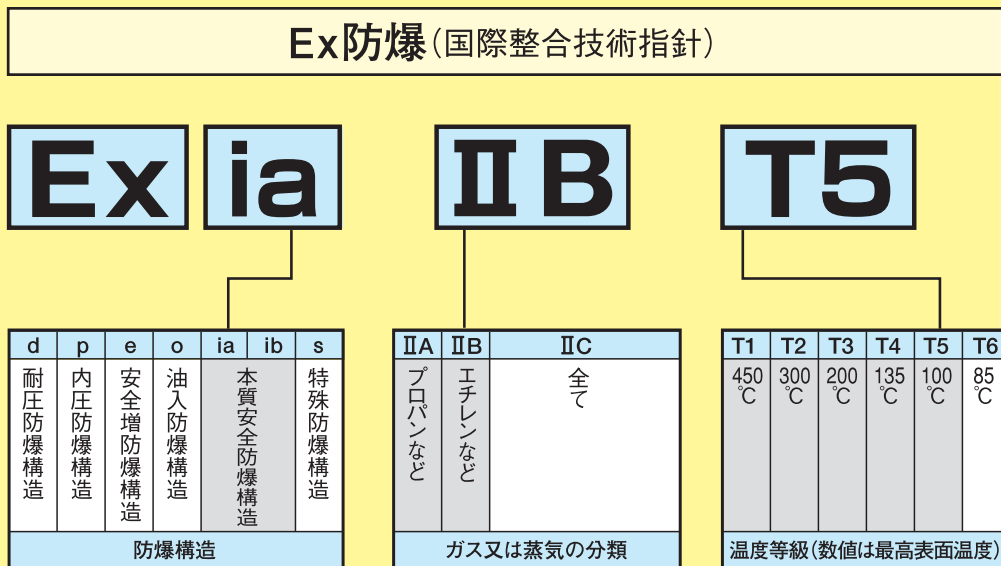 Ex防爆(国際整合技術指針)
Ex ia ⅡB T5
d p e o ia ib s
耐圧防爆構造
内圧防爆構造
安全増防爆構造
油入防爆構造
本質安全防爆構造
特殊防爆構造
防爆構造
ⅡA ⅡB ⅡC
プロパンなど
エチレンなど
全て
ガス又は蒸気の分類
T1 T2 T3 T4 T5 T6
450℃ 300℃ 200℃ 135℃ 100℃ 85℃
温度等級(数値は最高表面温度)